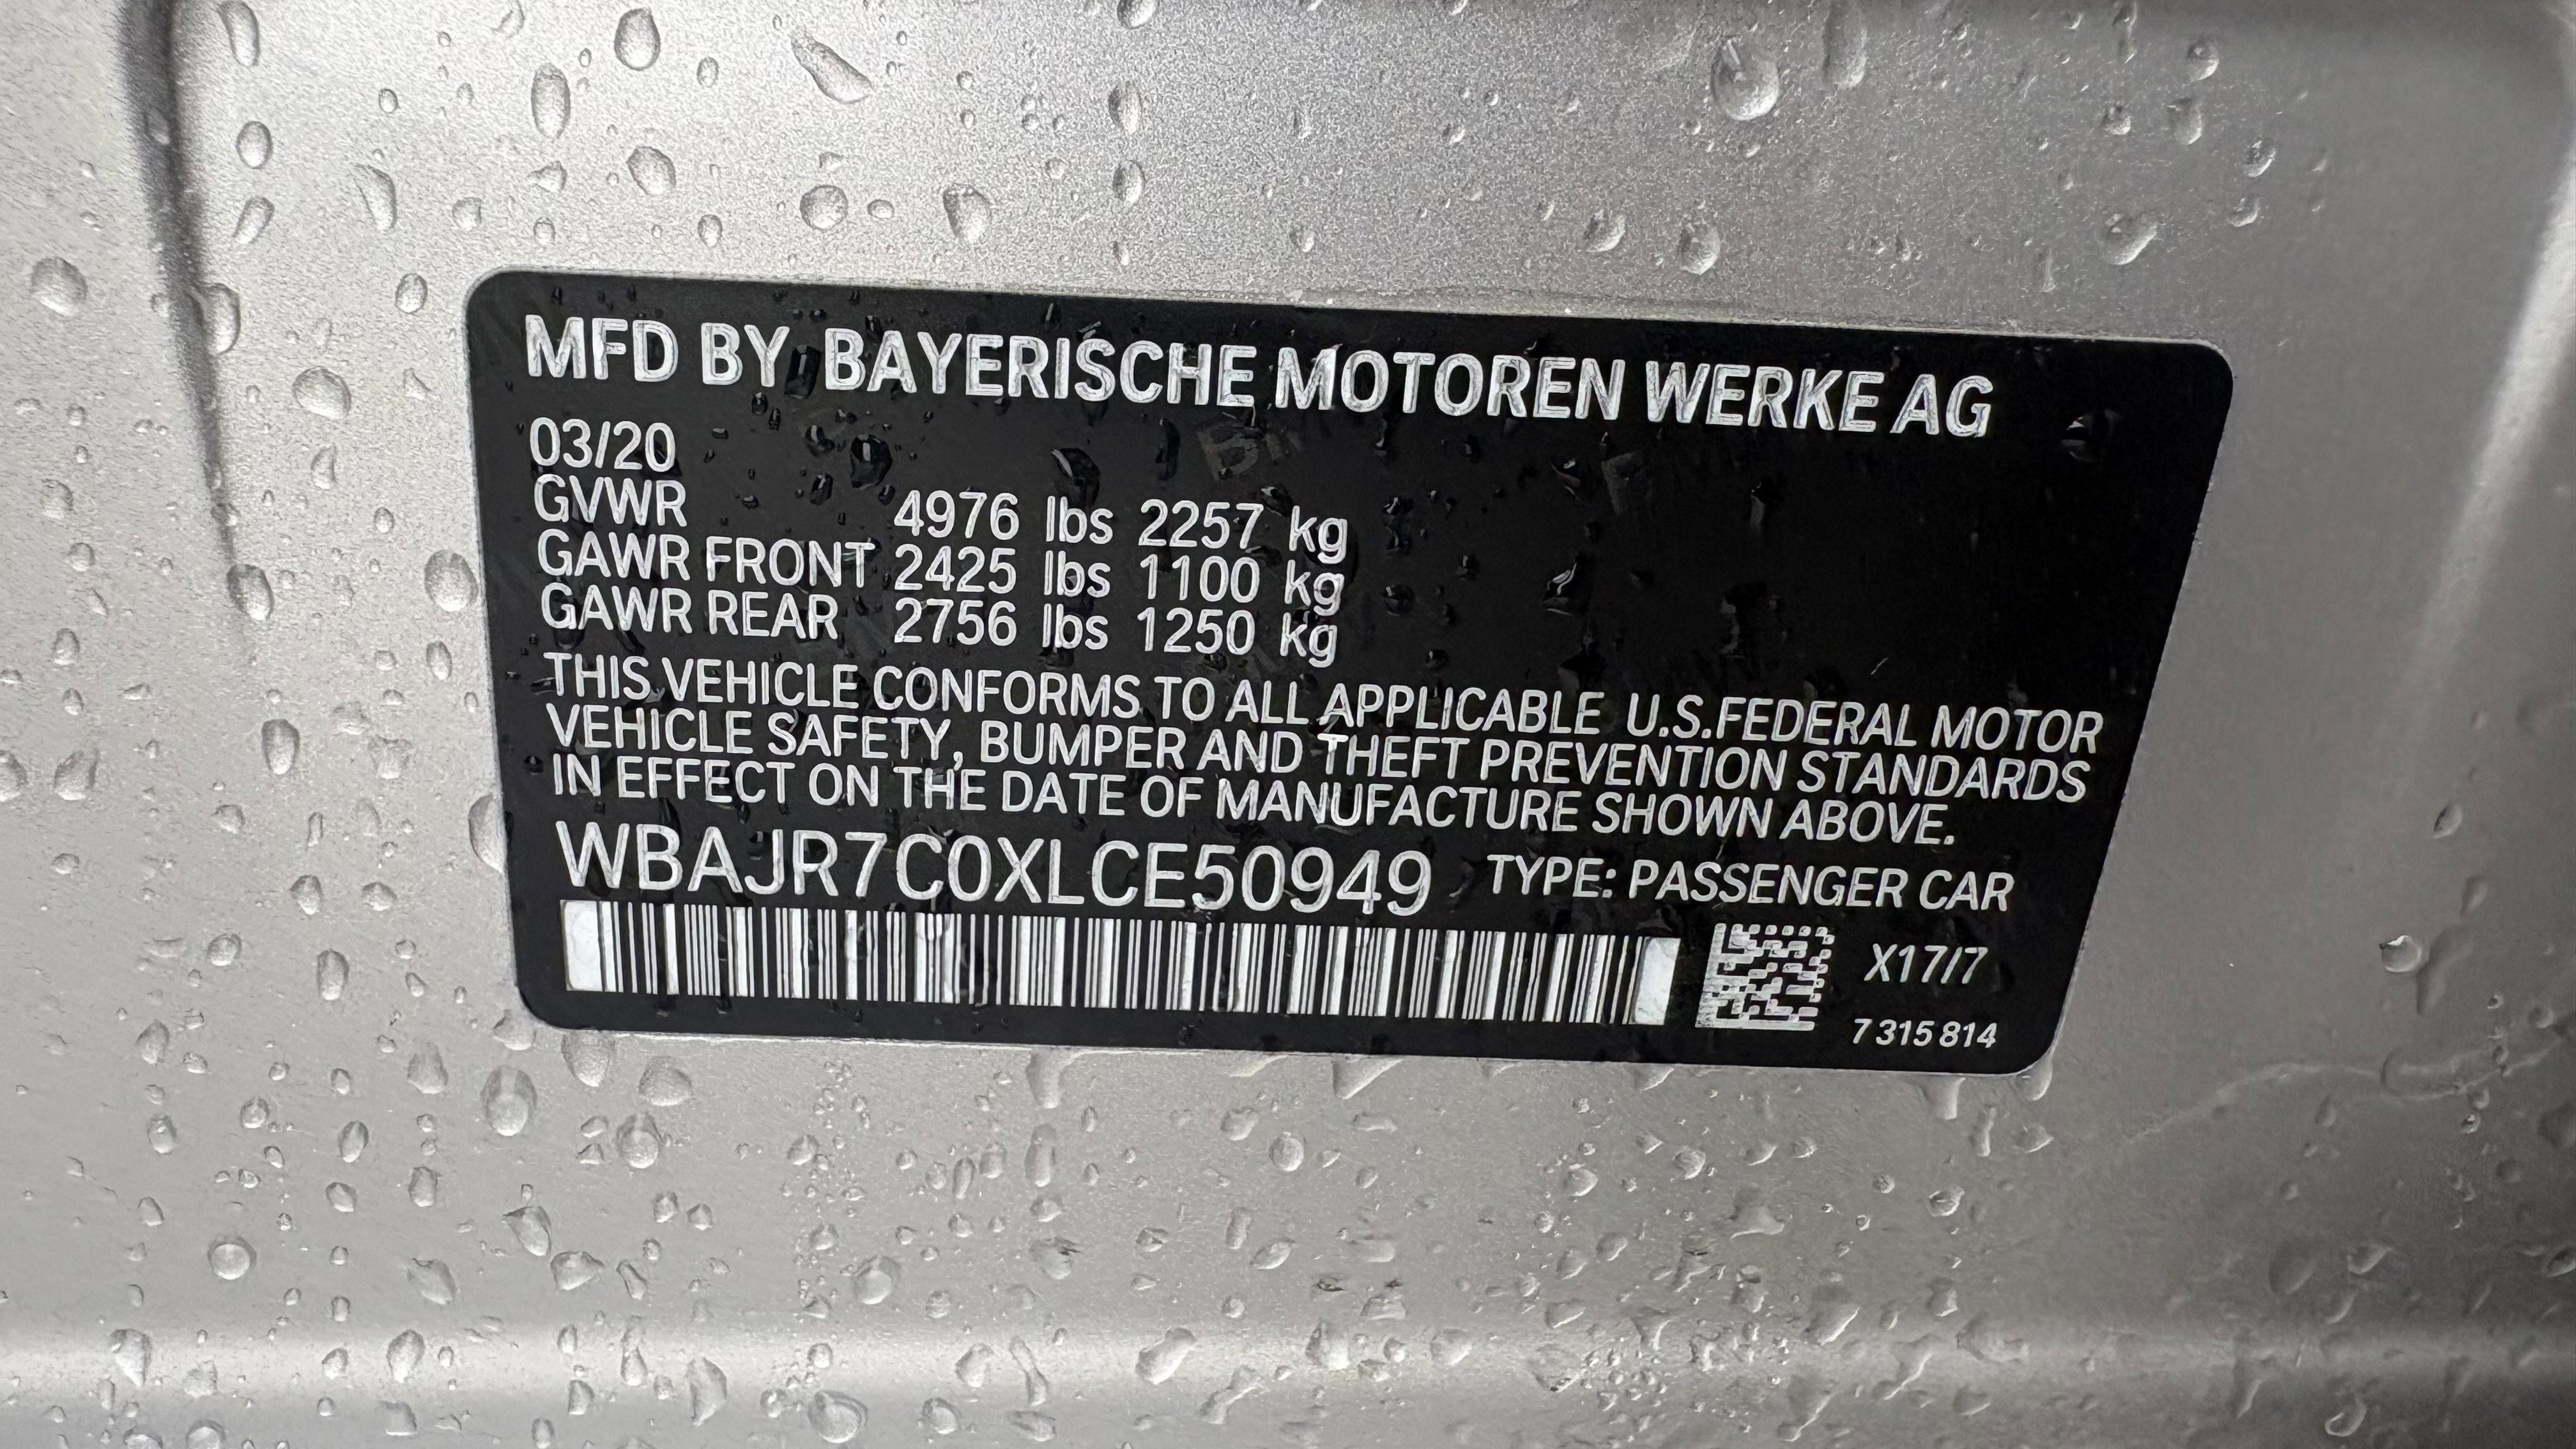 MFD BY BAYERISCHE MOTOREN WERKE AG
03/20
GVWR 4976 lbs 2257 kg
GAWR FRONT 2425 lbs 1100 kg
GAWR REAR 2756 lbs 1250 kg
THIS VEHICLE CONFORMS TO ALL APPLICABLE U.S.FEDERAL MOTOR
VEHICLE SAFETY, BUMPER AND THEFT PREVENTION STANDARDS
IN EFFECT ON THE DATE OF MANUFACTURE SHOWN ABOVE.
WBAJR7C0XLCE50949 TYPE: PASSENGER CAR
X17/7
7 315 814